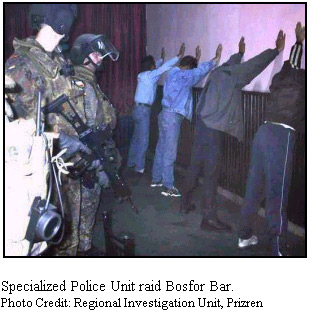 Specialized Police Unit raid Bosfor Bar.
Photo Credit: Regional Investigation Unit, Prizren